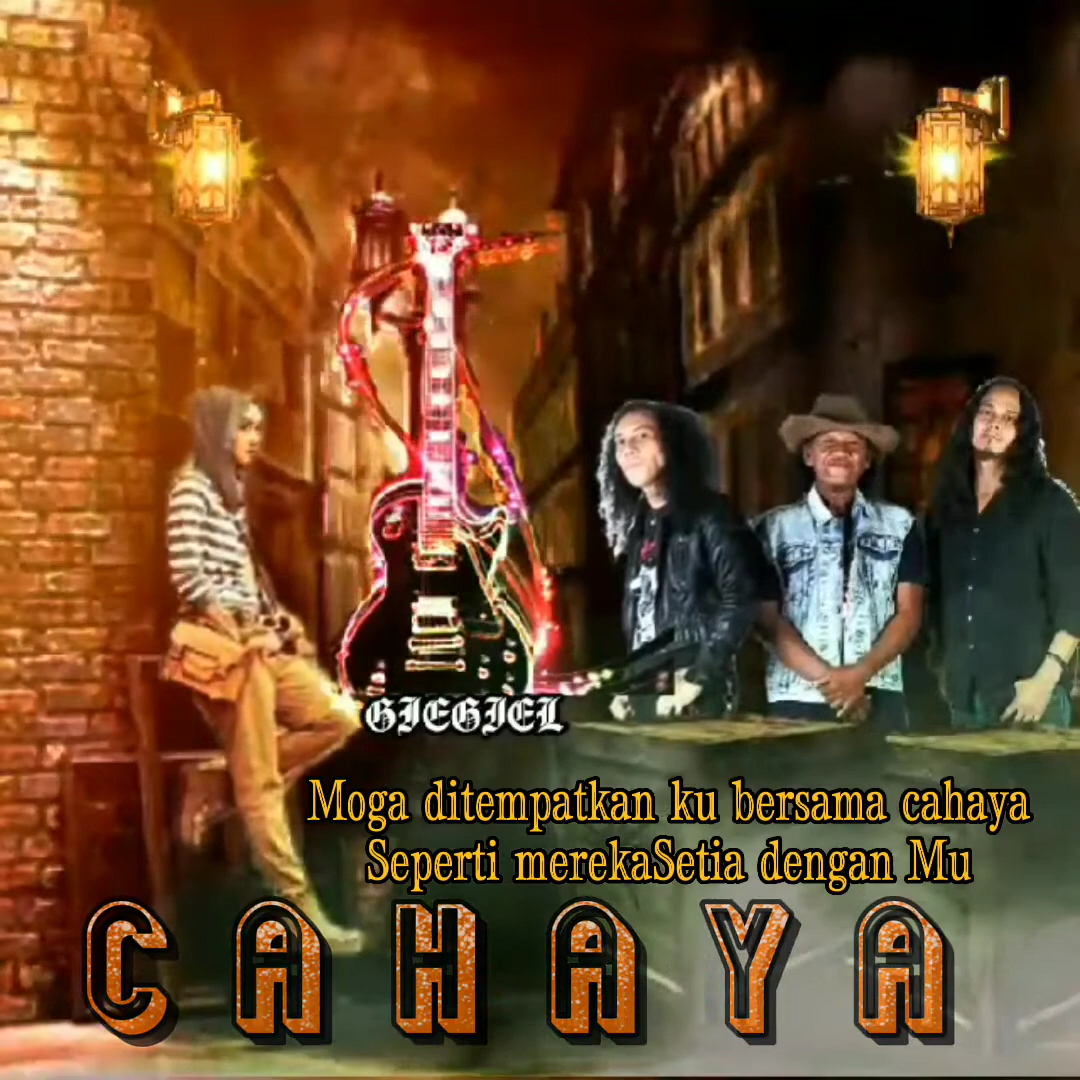 GIEGIEL
Moga ditempatkan ku bersama cahaya
Seperti merekaSetia dengan Mu
CAHAYA